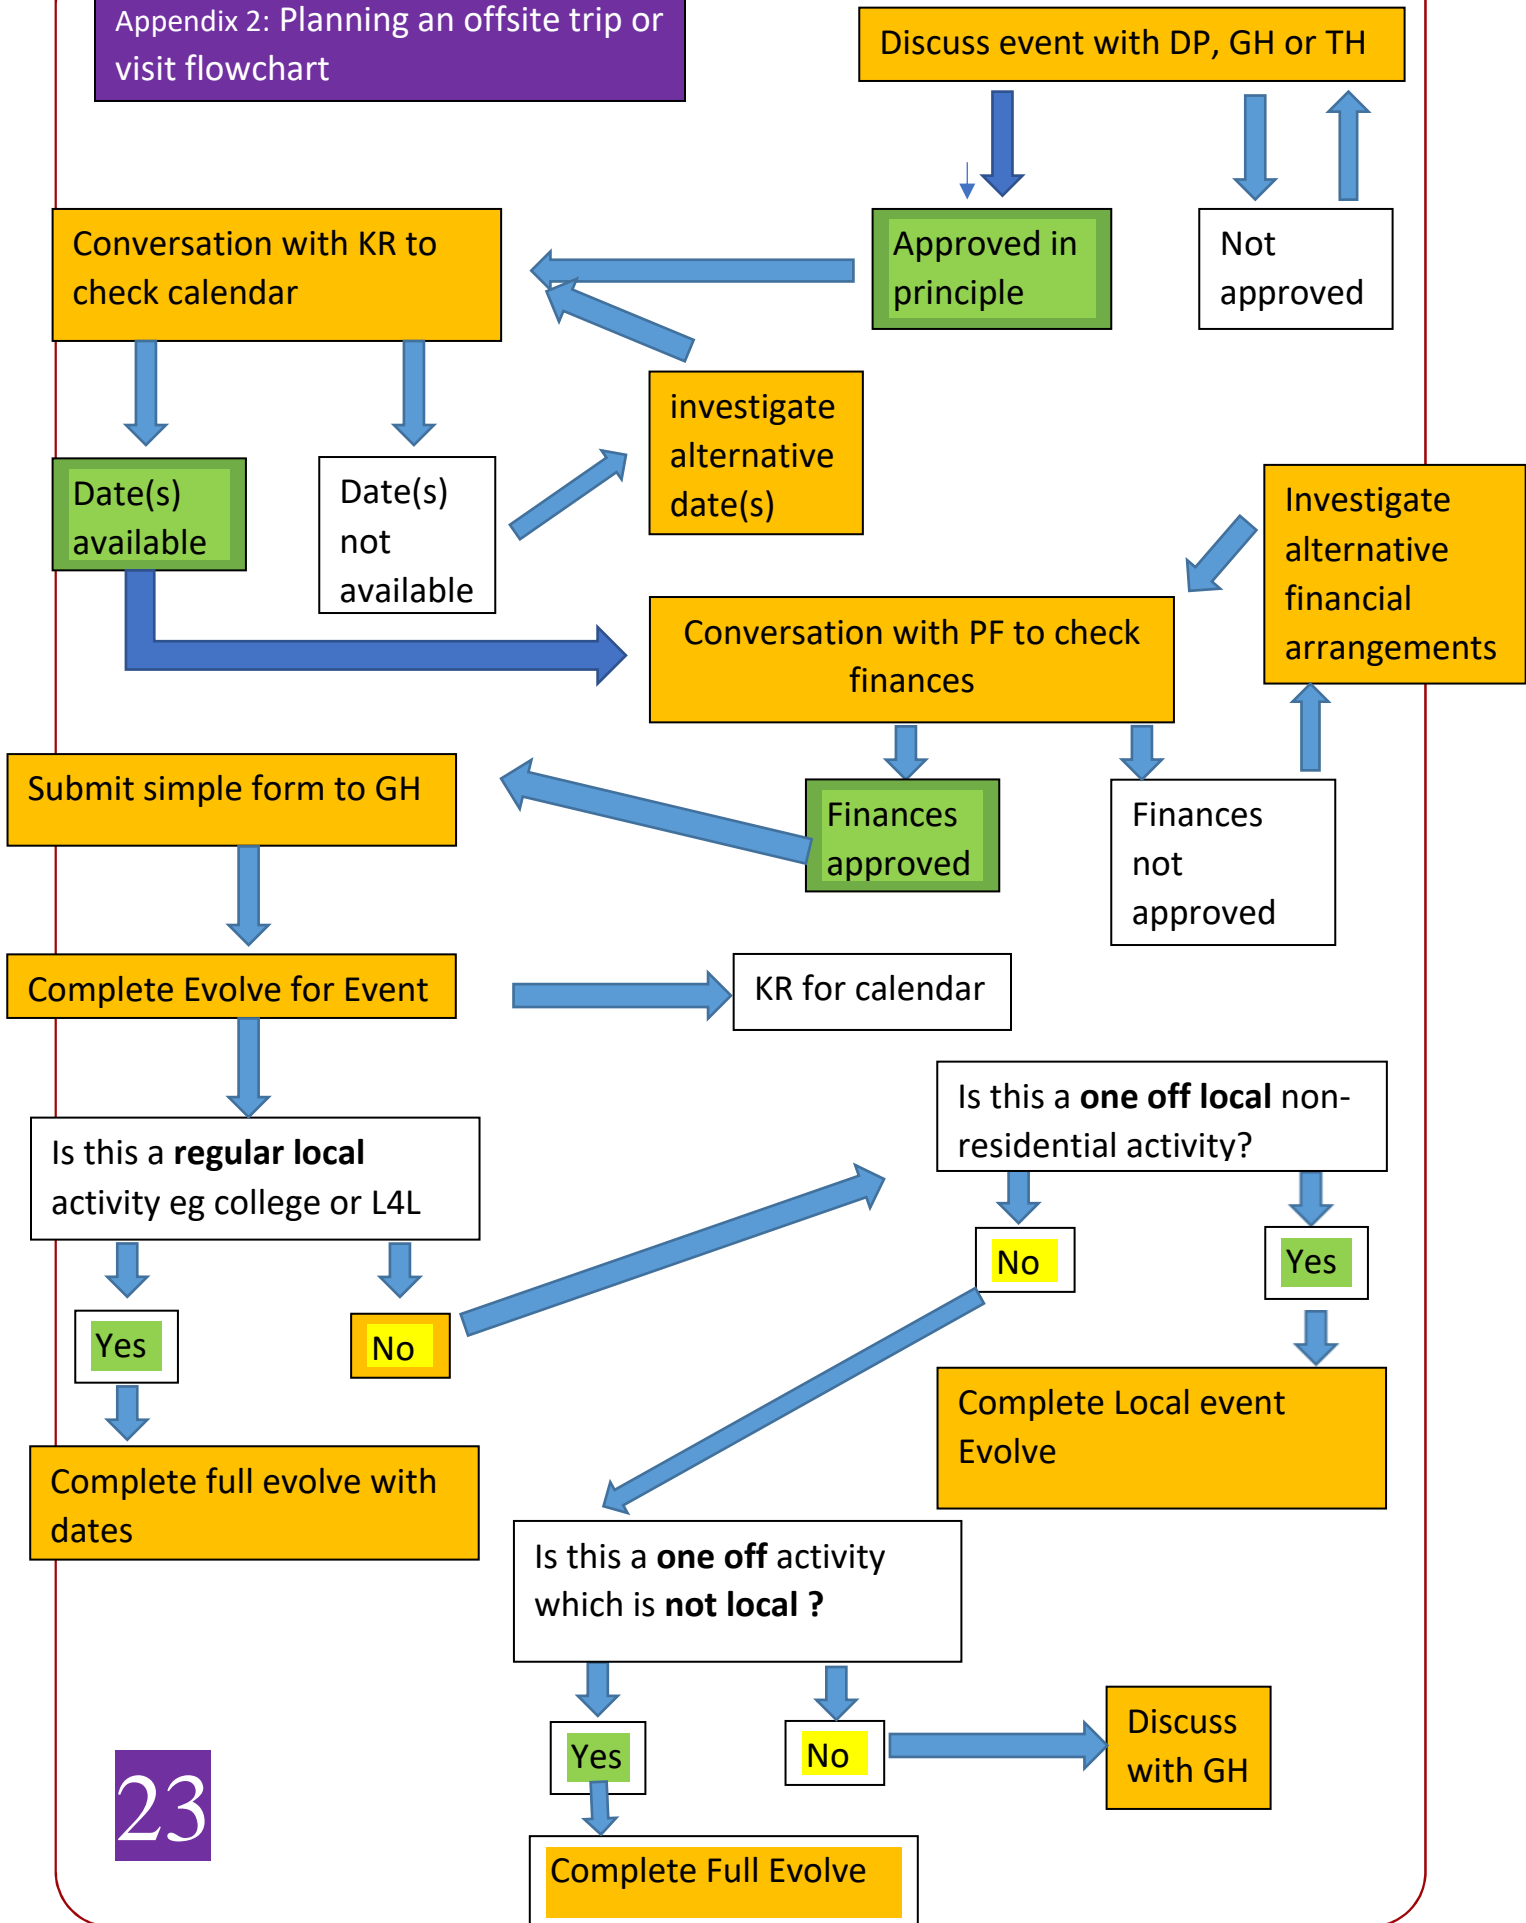 Appendix 2: Planning an offsite trip or
visit flowchart
Discuss event with DP, GH or TH
Approved in
principle
Not
approved
Conversation with KR to
check calendar
investigate
alternative
date(s)
Date(s)
available
Date(s)
not
available
Investigate
alternative
financial
arrangements
Conversation with PF to check
finances
Submit simple form to GH
Finances
approved
Finances
not
approved
Complete Evolve for Event
KR for calendar
Is this a regular local
activity eg college or L4L
Is this a one off local non-
residential activity?
No
Yes
Yes
No
Complete Local event
Evolve
Complete full evolve with
dates
Is this a one off activity
which is not local ?
Yes
No
Discuss
with GH
Complete Full Evolve
23